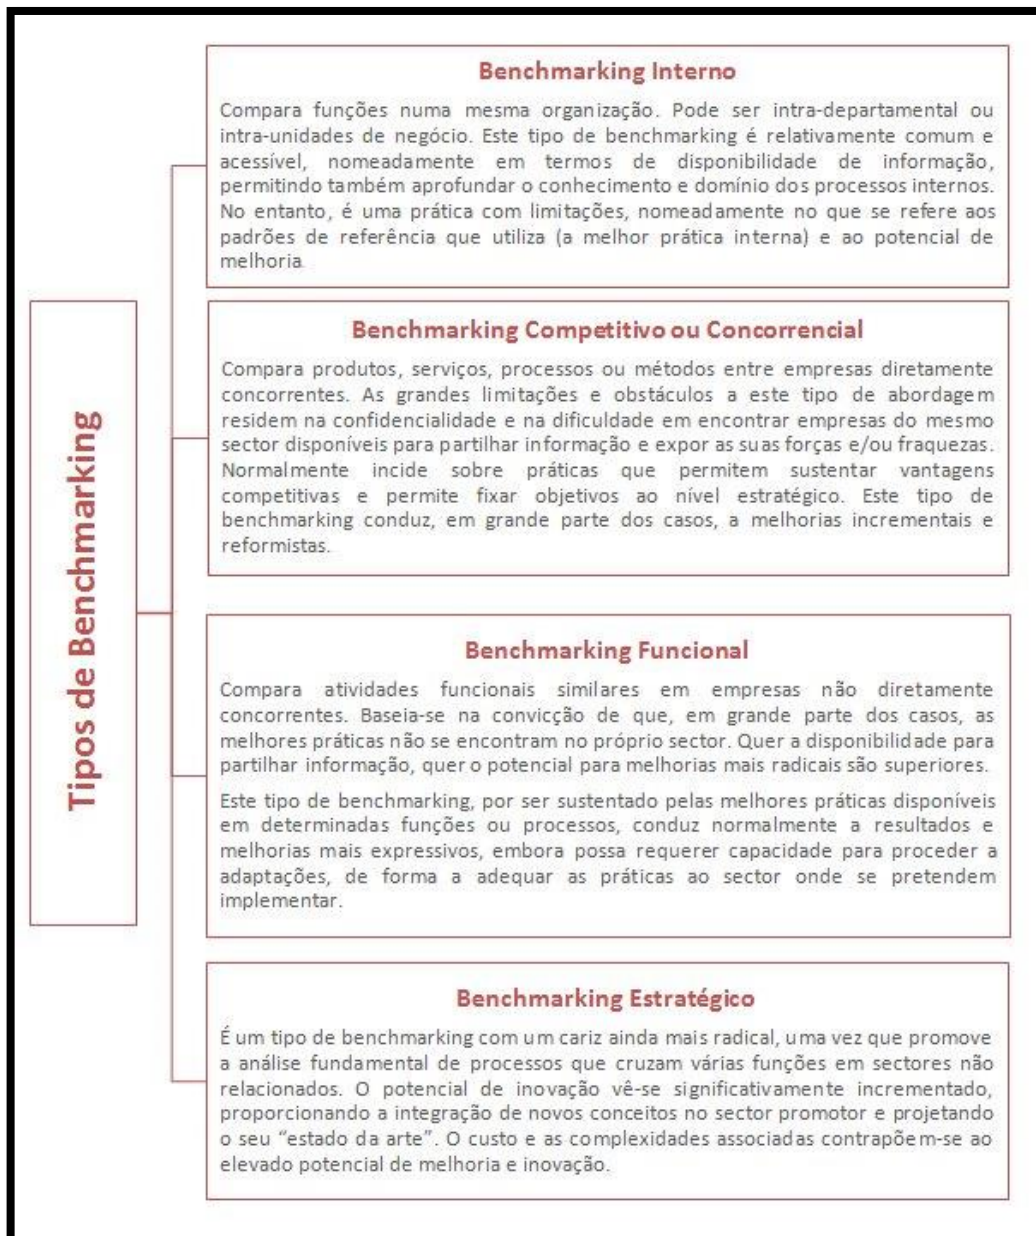 Tipos de Benchmarking
Benchmarking Interno
Compara funções numa mesma organização. Pode ser intra-departamental ou
intra-unidades de negócio. Este tipo de benchmarking é relativamente comum e
acessível, nomeadamente em termos de disponibilidade de informação,
permitindo também aprofundar o conhecimento e domínio dos processos internos.
No entanto, é uma prática com limitações, nomeadamente no que se refere aos
padrões de referência que utiliza (a melhor prática interna) e ao potencial de
melhoria.
Benchmarking Competitivo ou Concorrencial
Compara produtos, serviços, processos ou métodos entre empresas diretamente
concorrentes. As grandes limitações e obstáculos a este tipo de abordagem
residem na confidencialidade e na dificuldade em encontrar empresas do mesmo
sector disponíveis para partilhar informação e expor as suas forças e/ou fraquezas.
Normalmente incide sobre práticas que permitem sustentar vantagens
competitivas e permite fixar objetivos ao nível estratégico. Este tipo de
benchmarking conduz, em grande parte dos casos, a melhorias incrementais e
reformistas.
Benchmarking Funcional
Compara atividades funcionais similares em empresas não diretamente
concorrentes. Baseia-se na convicção de que, em grande parte dos casos, as
melhores práticas não se encontram no próprio sector. Quer a disponibilidade para
partilhar informação, quer o potencial para melhorias mais radicais são superiores.
Este tipo de benchmarking, por ser sustentado pelas melhores práticas disponíveis
em determinadas funções ou processos, conduz normalmente a resultados e
melhorias mais expressivos, embora possa requerer capacidade para proceder a
adaptações, de forma a adequar as práticas ao sector onde se pretendem
implementar.
Benchmarking Estratégico
É um tipo de benchmarking com um cariz ainda mais radical, uma vez que promove
a análise fundamental de processos que cruzam várias funções em sectores não
relacionados. O potencial de inovação vê-se significativamente incrementado,
proporcionando a integração de novos conceitos no sector promotor e projetando
o seu “estado da arte”. O custo e as complexidades associadas contrapõem-se ao
elevado potencial de melhoria e inovação.